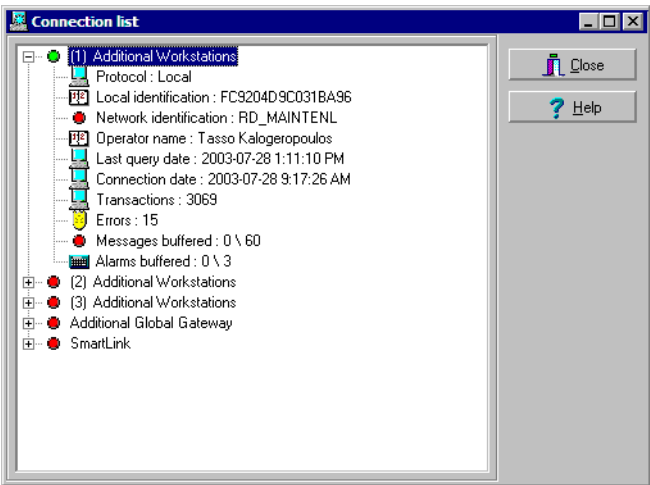 Connection list
(1) Additional Workstations
Protocol : Local
Local identification : FC9204D9C031BA96
Network identification : RD_MAINTENL
Operator name : Tasso Kalogeropoulos
Last query date : 2003-07-28 1:11:10 PM
Connection date : 2003-07-28 9:17:26 AM
Transactions : 3069
Errors : 15
Messages buffered : 0 \ 60
Alarms buffered : 0 \ 3
(2) Additional Workstations
(3) Additional Workstations
Additional Global Gateway
SmartLink
Close
Help